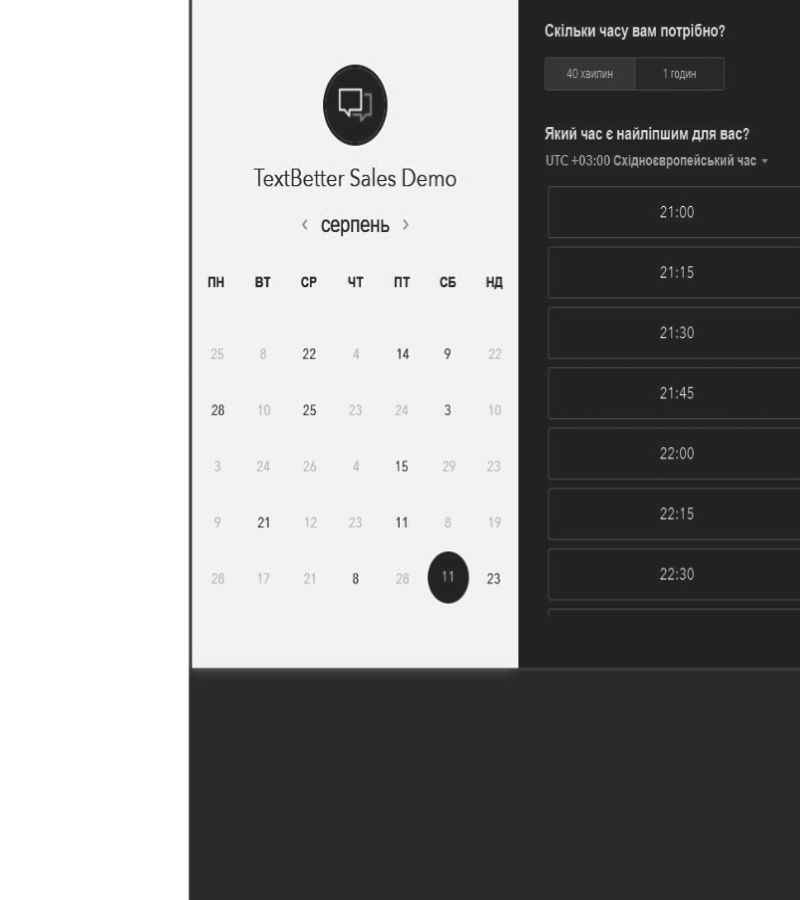 TextBetter Sales Demo
‹ серпень ›
ПН ВТ СР ЧТ ПТ СБ НД
25 8 22 4 14 9 22
28 10 25 23 24 3 10
3 24 26 4 15 29 23
9 21 12 23 11 8 19
28 17 21 8 28 11 23
Скільки часу вам потрібно?
40 хвилин 1 годин
Який час є найліпшим для вас?
UTC +03:00 Східноєвропейський час
21:00
21:15
21:30
21:45
22:00
22:15
22:30